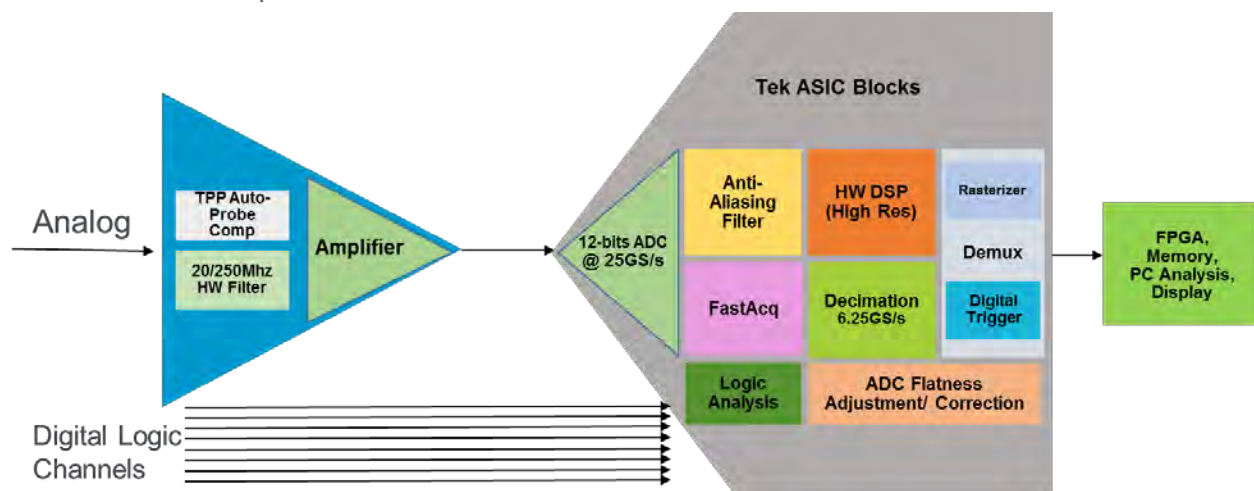 Tek ASIC Blocks
Analog
TPP Auto-
Probe
Comp
20/250Mhz
HW Filter
Amplifier
12-bits ADC
@ 25GS/s
Anti-
Aliasing
Filter
HW DSP
(High Res)
Rasterizer
Demux
Digital
Trigger
FastAcq
Decimation
6.25GS/s
Logic
Analysis
ADC Flatness
Adjustment/ Correction
FPGA,
Memory,
PC Analysis,
Display
Digital Logic
Channels